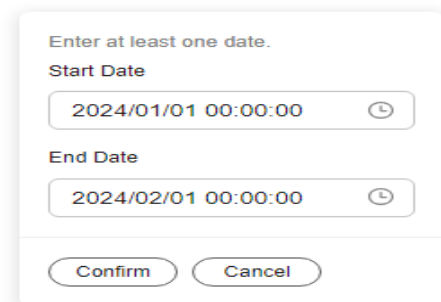 Enter at least one date.
Start Date
2024/01/01 00:00:00
End Date
2024/02/01 00:00:00
Confirm Cancel